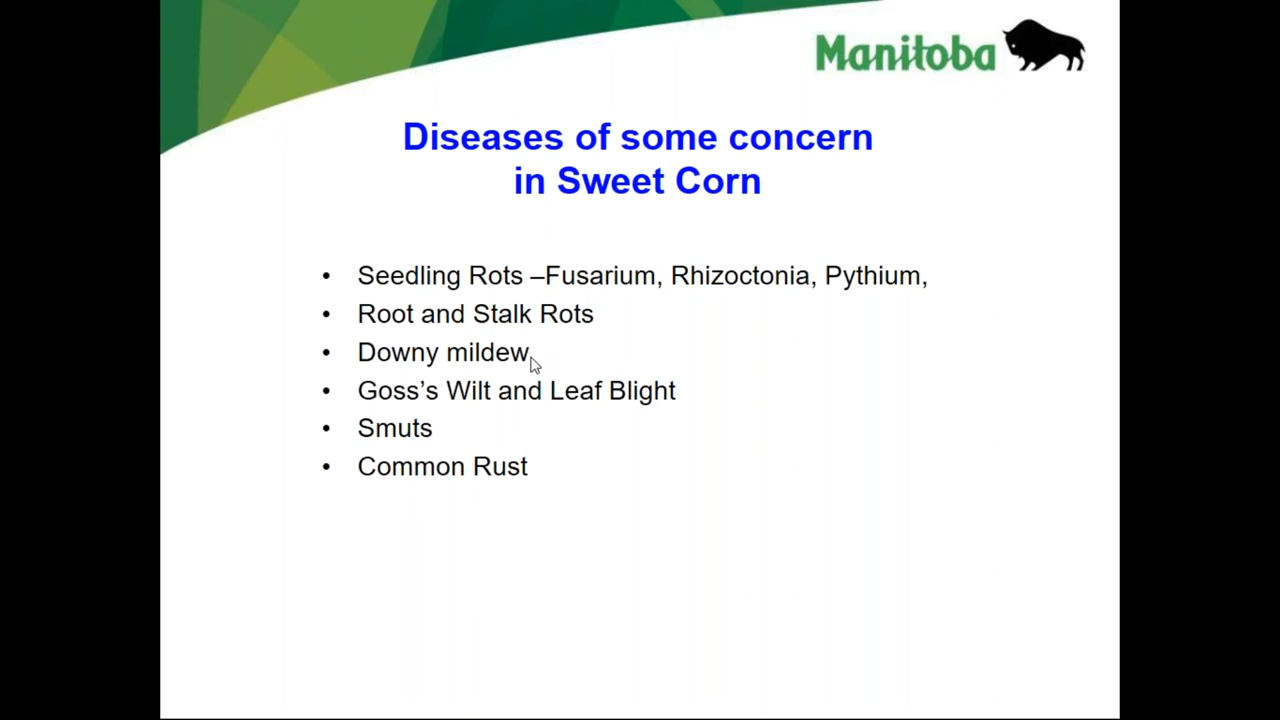 Manitoba
Diseases of some concern
in Sweet Corn
• Seedling Rots –Fusarium, Rhizoctonia, Pythium,
• Root and Stalk Rots
• Downy mildew
• Goss’s Wilt and Leaf Blight
• Smuts
• Common Rust